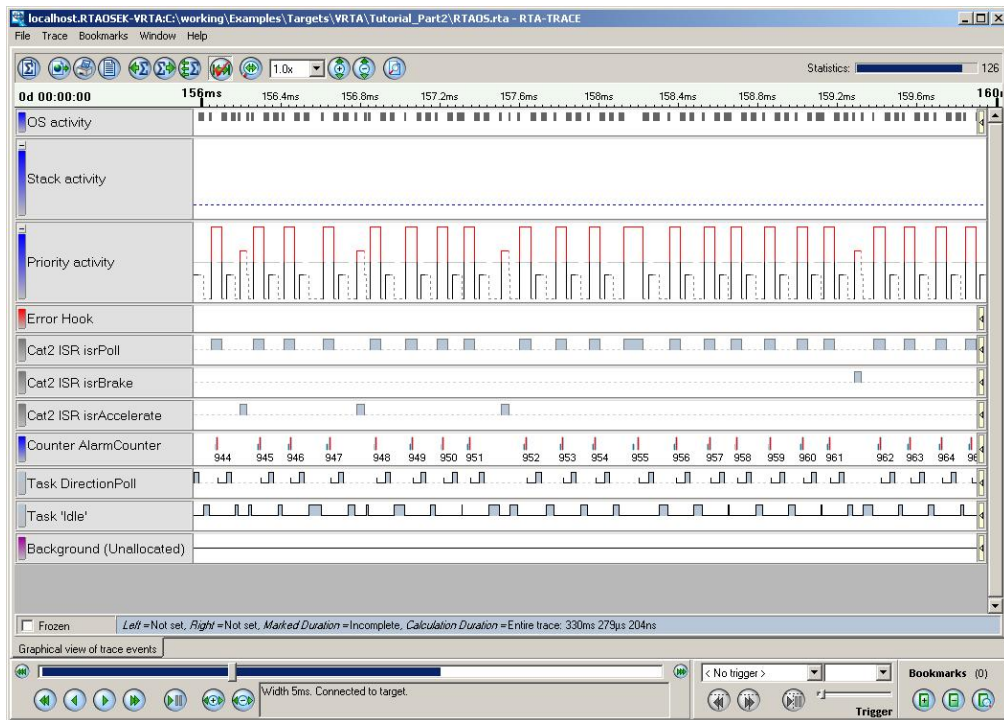 localhost.RTAOSEK-VRTA:C:\working\Examples\Targets\VRTA\Tutorial_Part2\RTAOS.rta - RTA-TRACE
File Trace Bookmarks Window Help
1.0x
Statistics: 126
0d 00:00:00
156ms 156.4ms 156.8ms 157.2ms 157.6ms 158ms 158.4ms 158.8ms 159.2ms 159.6ms 160
OS activity
Stack activity
Priority activity
Error Hook
Cat2 ISR isrPoll
Cat2 ISR isrBrake
Cat2 ISR isrAccelerate
Counter AlarmCounter
944 945 946 947 948 949 950 951 952 953 954 955 956 957 958 959 960 961 962 963 964 96
Task DirectionPoll
Task 'Idle'
Background (Unallocated)
Frozen
Left =Not set, Right =Not set, Marked Duration =Incomplete, Calculation Duration =Entire trace: 330ms 279µs 204ns
Graphical view of trace events
Width 5ms. Connected to target.
< No trigger >
Trigger
Bookmarks (0)